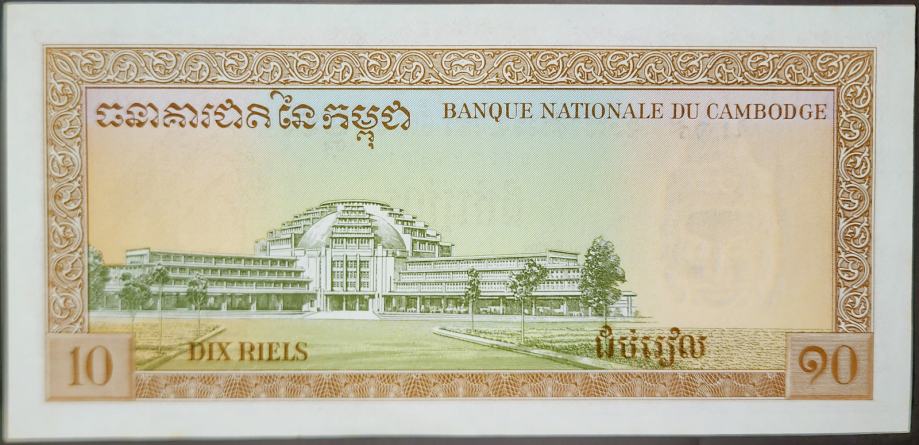 ធនាគារជាតិនៃកម្ពុជា BANQUE NATIONALE DU CAMBODGE
10 DIX RIELS ដប់រៀល ១០